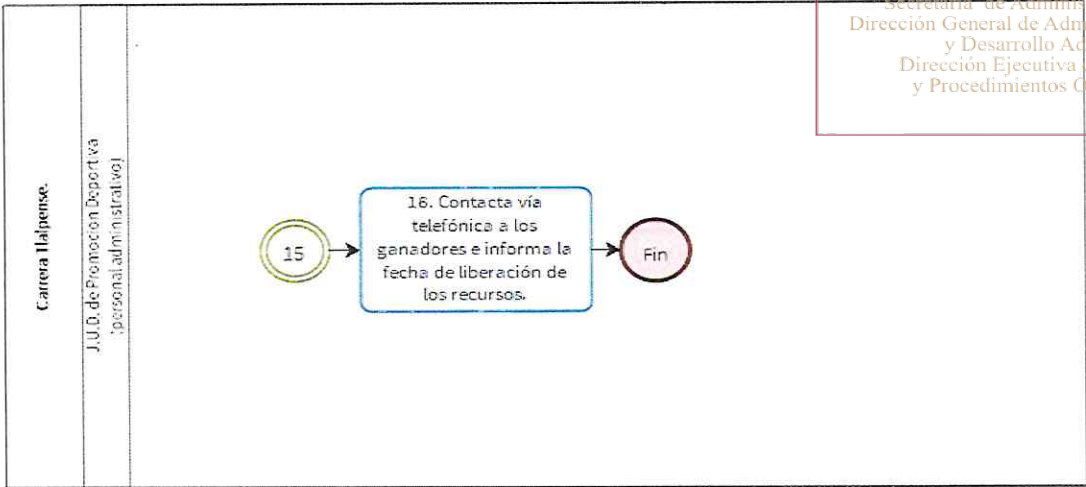 Secretaría de Adminis
Dirección General de Adm
y Desarrollo Ad
Dirección Ejecutiva
y Procedimientos O
Carrera Tlalpense.
J.U.D. de Promoción Deportiva
(personal administrativo)
15
16. Contacta vía
telefónica a los
ganadores e informa la
fecha de liberación de
los recursos.
Fin